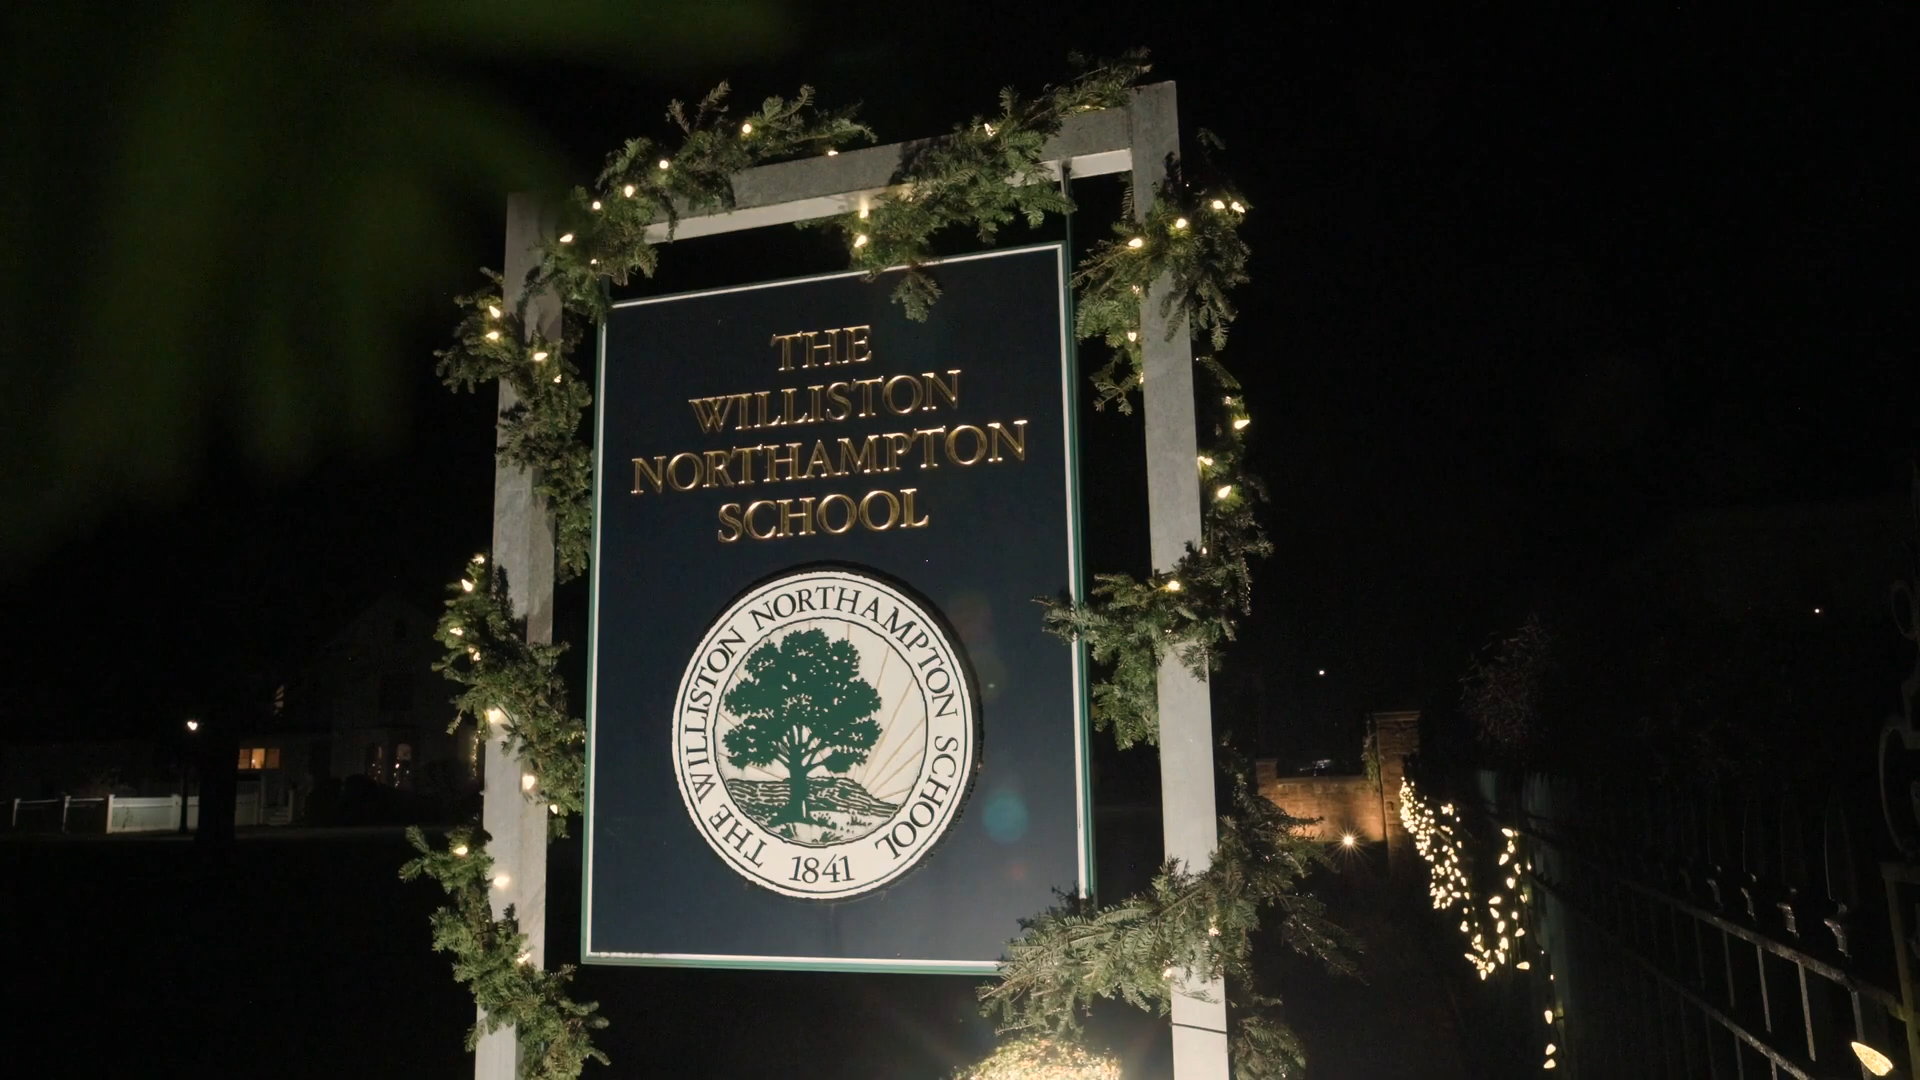 THE
WILLISTON
NORTHAMPTON
SCHOOL
THE WILLISTON NORTHAMPTON SCHOOL
1841